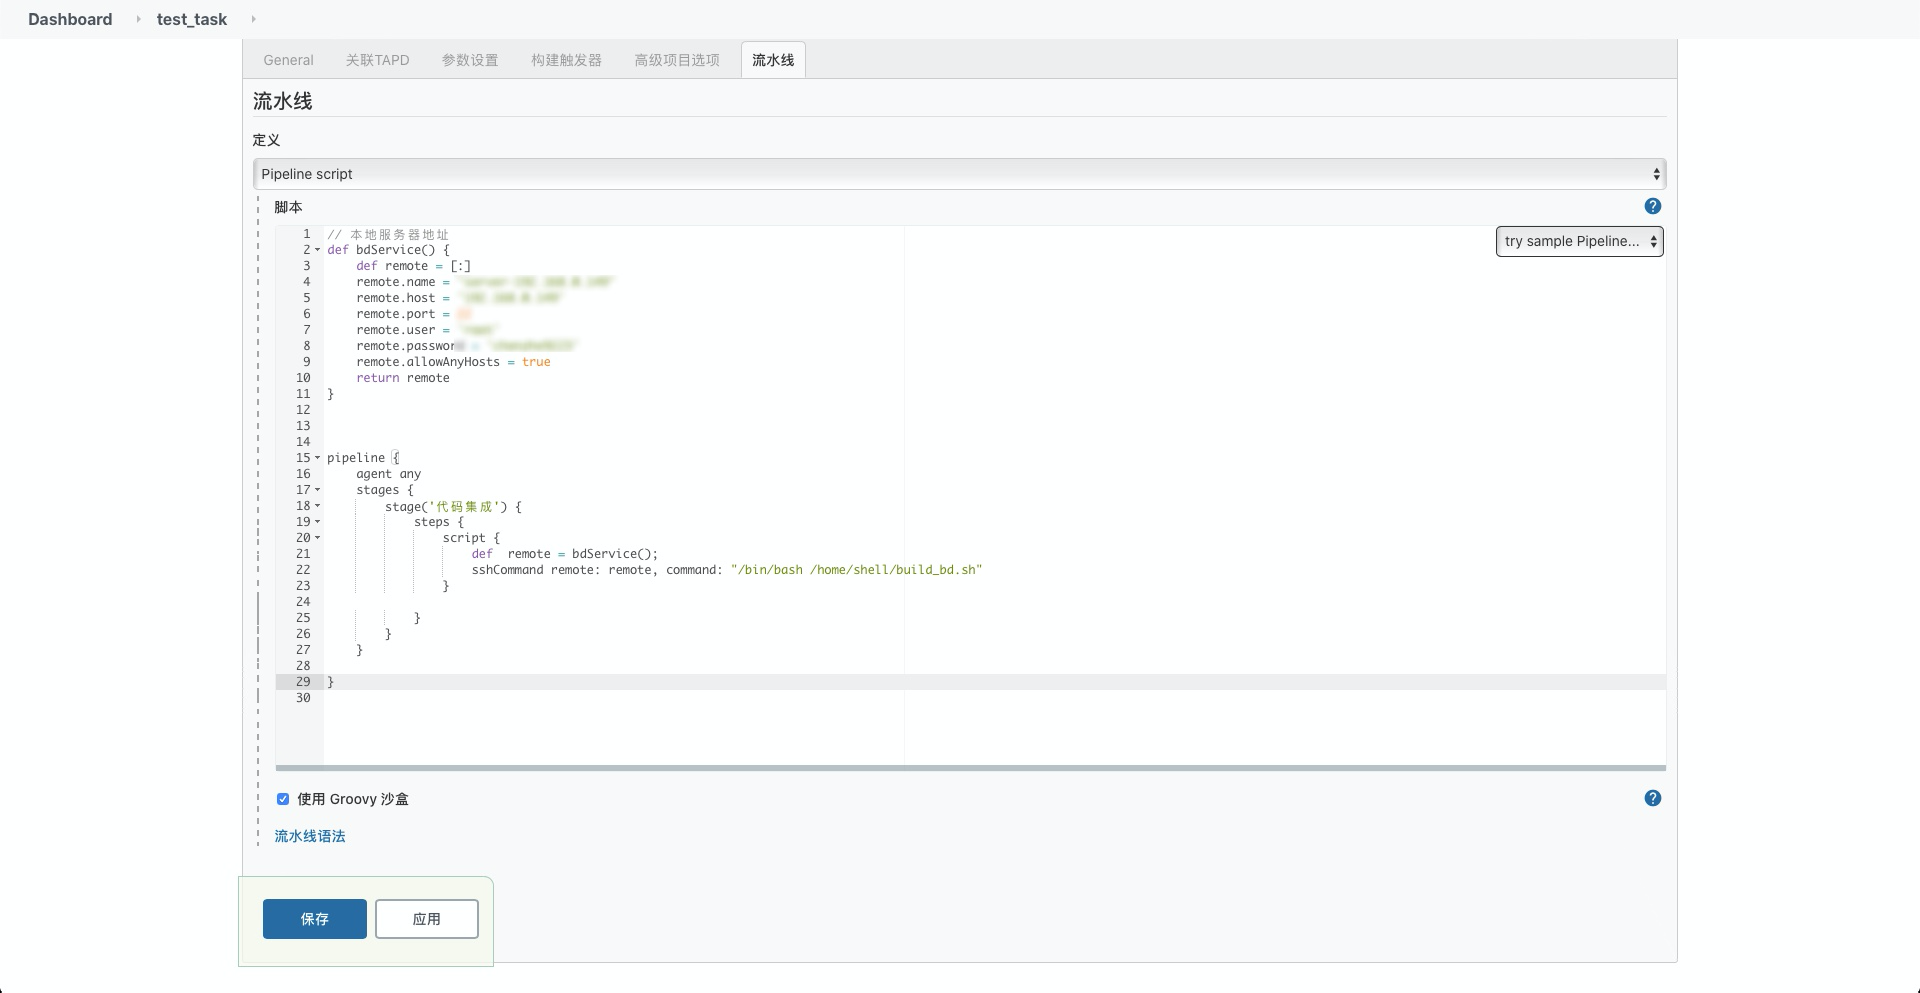 Dashboard test_task
General 关联TAPD 参数设置 构建触发器 高级项目选项 流水线
流水线
定义
Pipeline script
脚本
try sample Pipeline...
1 // 本地服务器地址
2 def bdService() {
3 def remote = [:]
4 remote.name =
5 remote.host =
6 remote.port =
7 remote.user =
8 remote.password =
9 remote.allowAnyHosts = true
10 return remote
11 }
12
13
14
15 pipeline {
16 agent any
17 stages {
18 stage('代码集成') {
19 steps {
20 script {
21 def  remote = bdService();
22 sshCommand remote: remote, command: "/bin/bash /home/shell/build_bd.sh"
23 }
24
25 }
26 }
27 }
28
29 }
30
使用 Groovy 沙盒
流水线语法
保存 应用